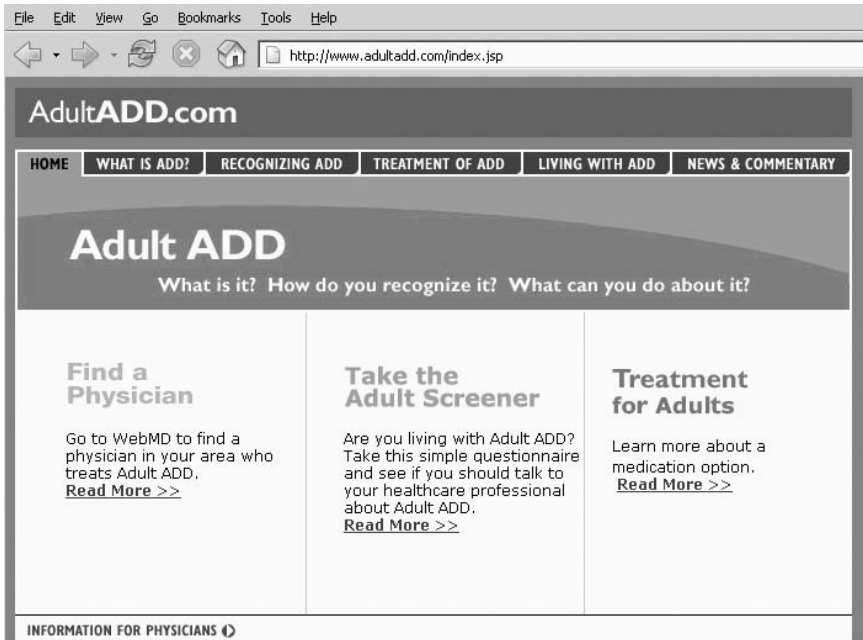 File Edit View Go Bookmarks Tools Help
http://www.adultadd.com/index.jsp
AdultADD.com
HOME WHAT IS ADD? RECOGNIZING ADD TREATMENT OF ADD LIVING WITH ADD NEWS & COMMENTARY
Adult ADD
What is it? How do you recognize it? What can you do about it?
Find a
Physician
Go to WebMD to find a
physician in your area who
treats Adult ADD.
Read More >>
Take the
Adult Screener
Are you living with Adult ADD?
Take this simple questionnaire
and see if you should talk to
your healthcare professional
about Adult ADD.
Read More >>
Treatment
for Adults
Learn more about a
medication option.
Read More >>
INFORMATION FOR PHYSICIANS